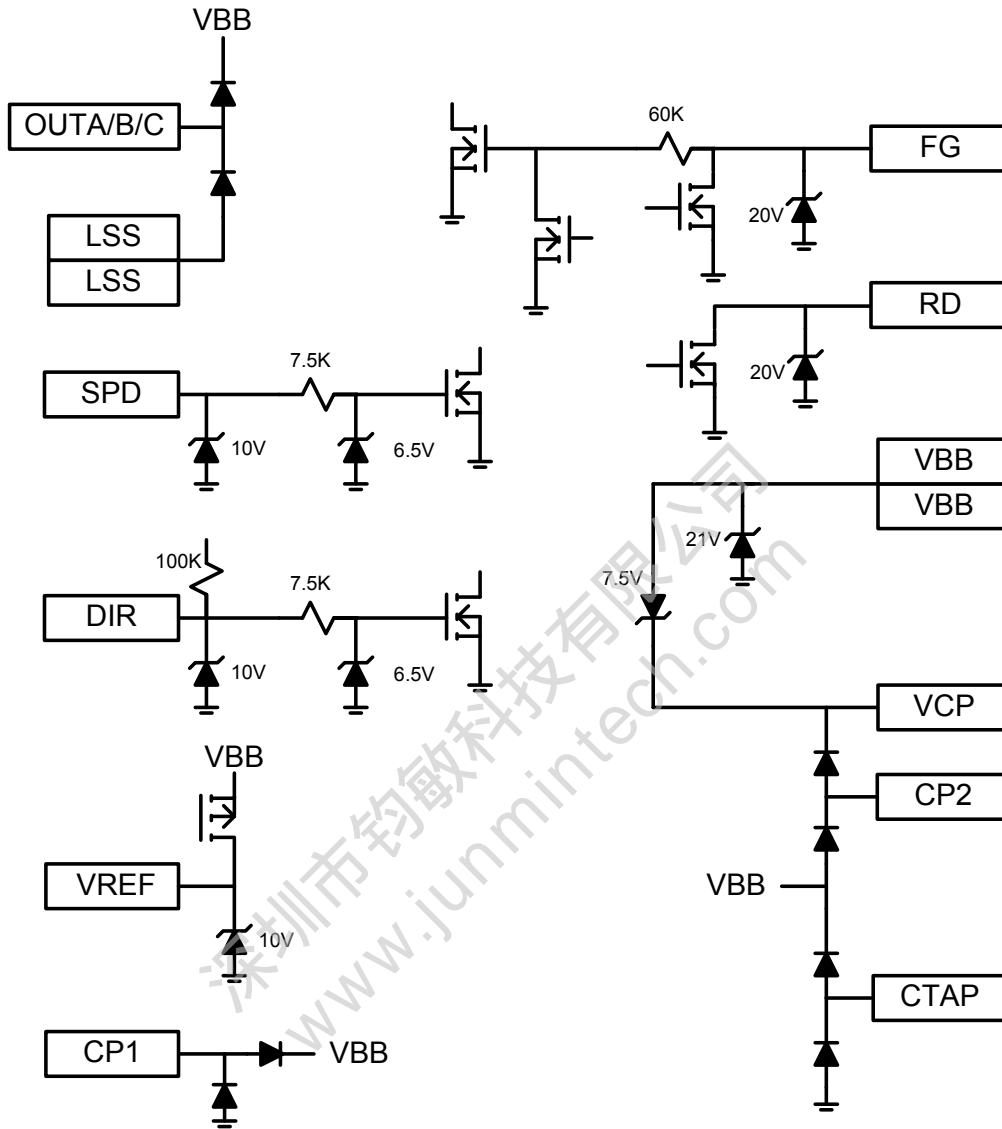 VBB
OUTA/B/C
LSS
LSS
60K
FG
20V
RD
20V
SPD
7.5K
10V
6.5V
VBB
VBB
21V
7.5V
100K
DIR
7.5K
10V
6.5V
VCP
CP2
VBB
CTAP
VBB
VREF
10V
CP1
VBB
深圳市钧敏科技有限公司
www.junmintech.com